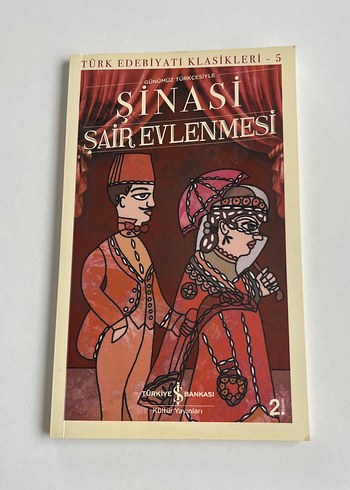 TÜRK EDEBİYATI KLASİKLERİ - 5
GÜNÜMÜZ TÜRKÇESİYLE
ŞİNASİ
ŞAİR EVLENMESİ
TÜRKİYE İŞ BANKASI
Kültür Yayınları
2.